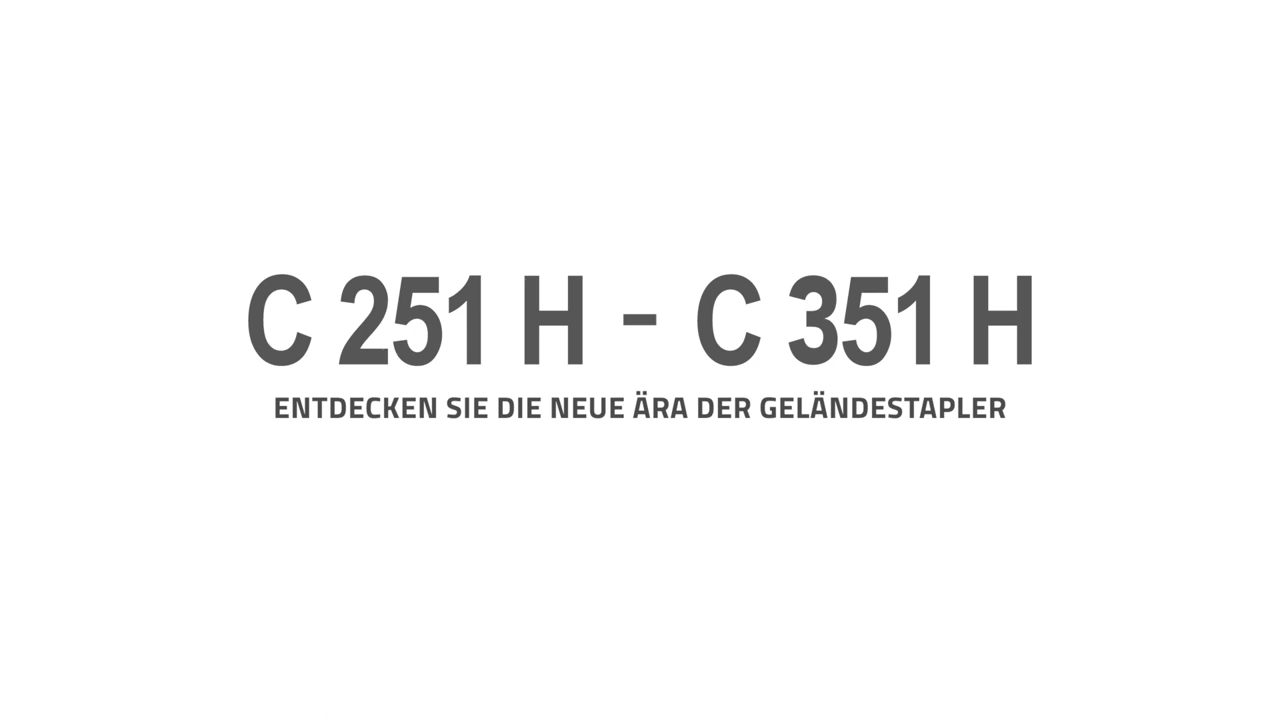 C 251 H - C 351 H
ENTDECKEN SIE DIE NEUE ÄRA DER GELÄNDESTAPLER